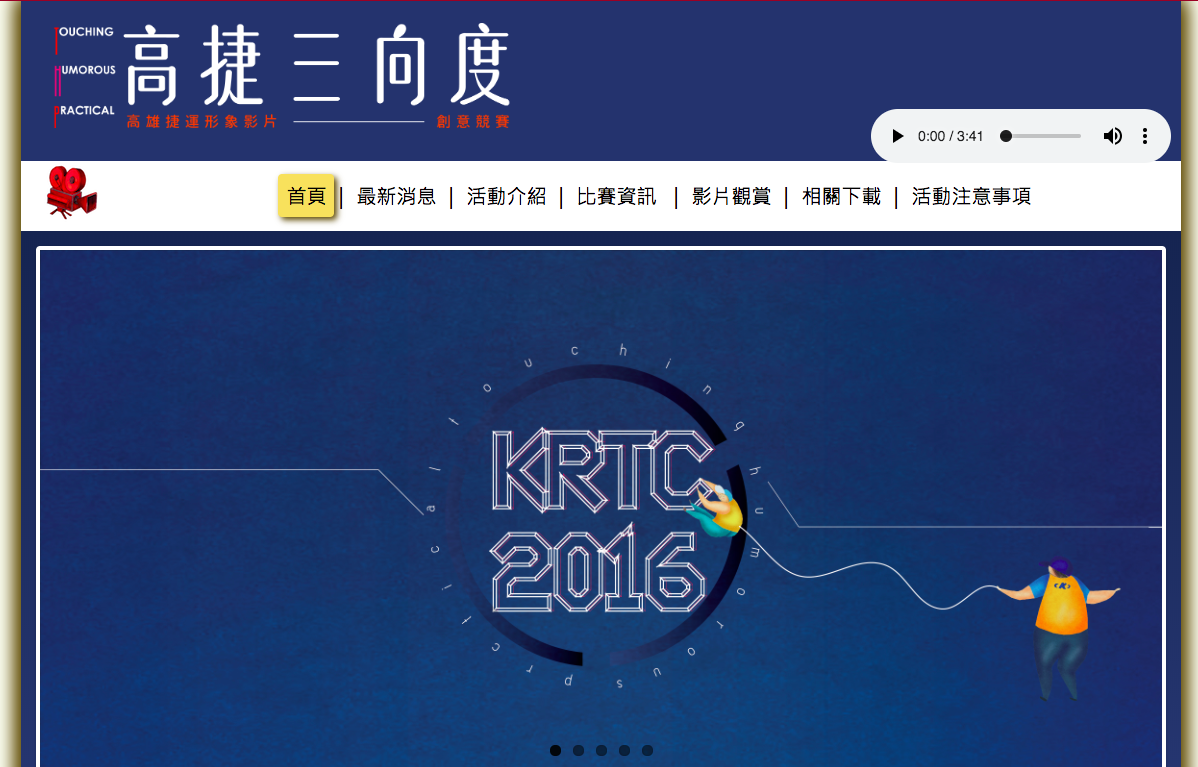 TOUCHING
HUMOROUS
PRACTICAL
高捷三向度
高雄捷運形象影片 創意競賽
0:00 / 3:41
首頁 | 最新消息 | 活動介紹 | 比賽資訊 | 影片觀賞 | 相關下載 | 活動注意事項
touching humorous practical
KRTC
2016
K